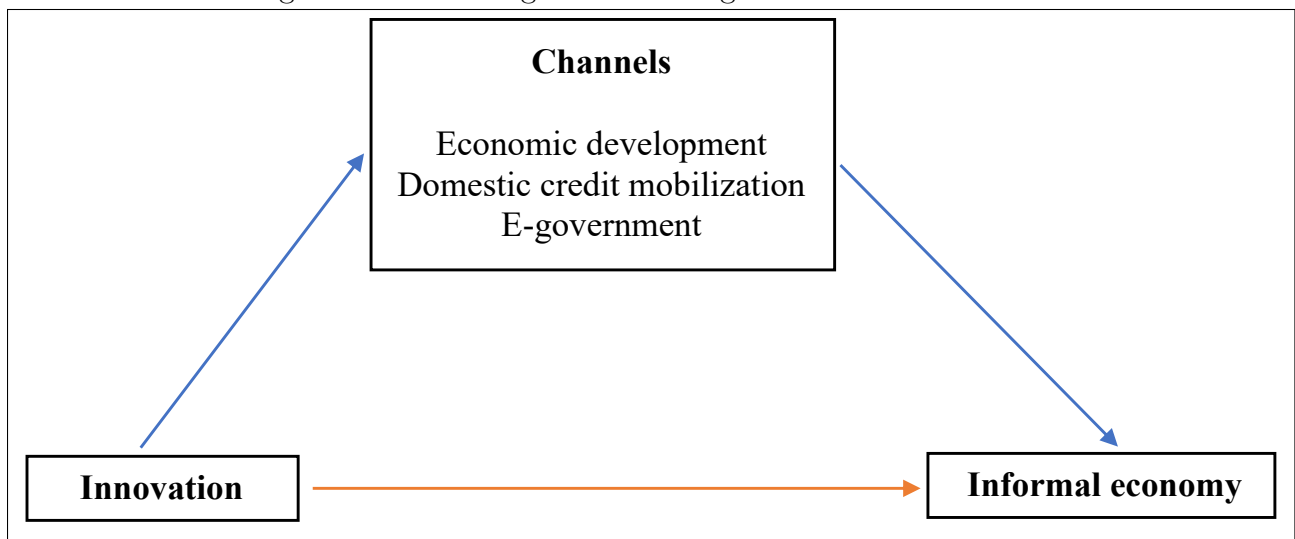 Channels
Economic development
Domestic credit mobilization
E-government
Innovation
Informal economy